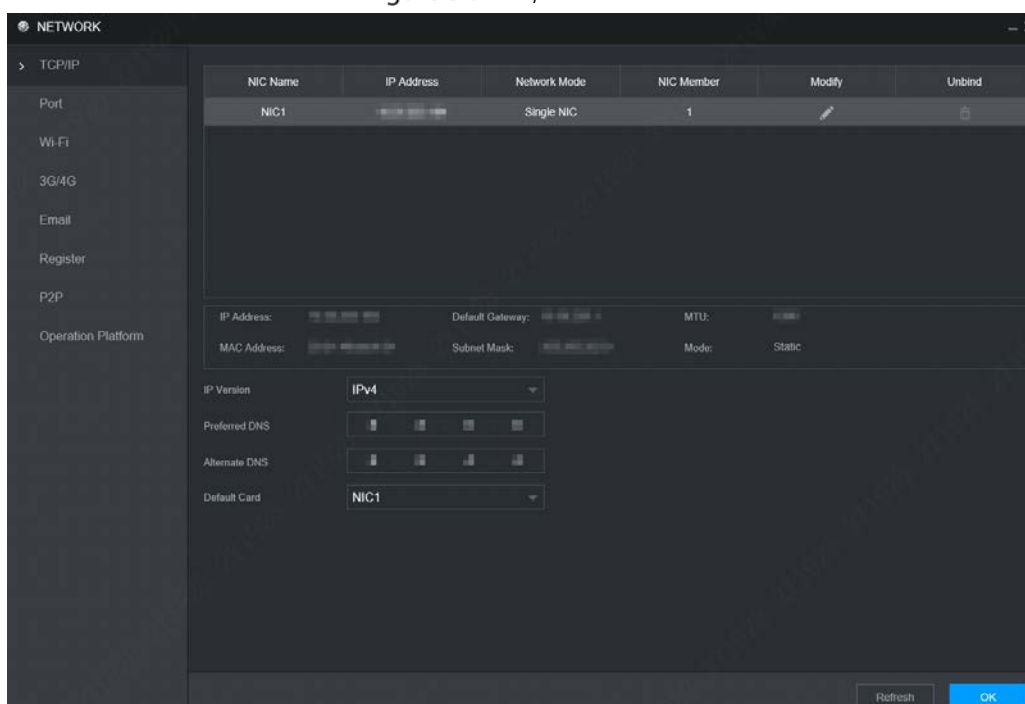 NETWORK
TCP/IP
Port
Wi-Fi
3G/4G
Email
Register
P2P
Operation Platform
NIC Name IP Address Network Mode NIC Member Modify Unbind
NIC1 Single NIC 1
IP Address: Default Gateway: MTU:
MAC Address: Subnet Mask: Mode: Static
IP Version IPv4
Preferred DNS
Alternate DNS
Default Card NIC1
Refresh OK